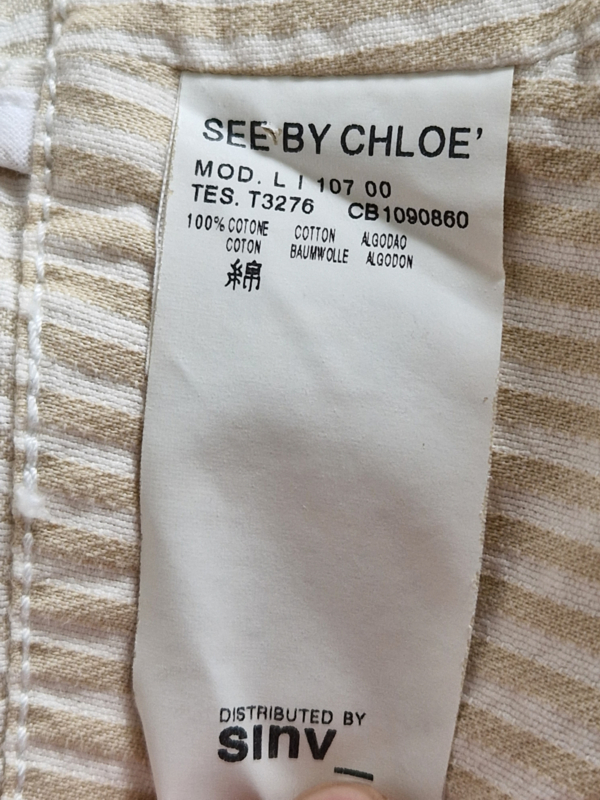 SEE BY CHLOE'
MOD. L I 107 00
TES. T3276 CB1090860
100% COTONE COTTON ALGODAO
COTON BAUMWOLLE ALGODON
綿
DISTRIBUTED BY
sinv_